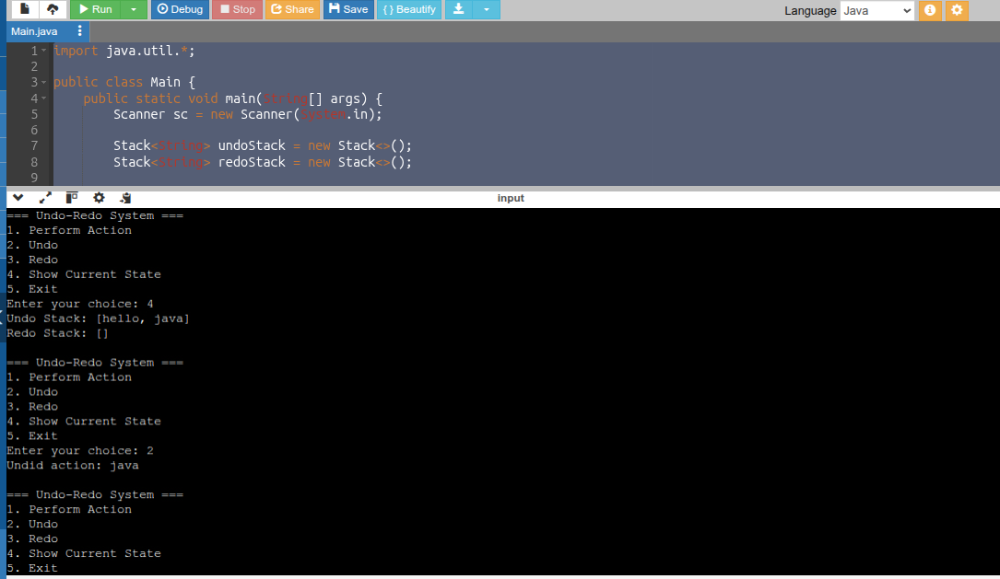 Run Debug Stop Share Save { } Beautify Language Java
Main.java
1 import java.util.*;
2
3 public class Main {
4 public static void main(String[] args) {
5 Scanner sc = new Scanner(System.in);
6
7 Stack<String> undoStack = new Stack<>();
8 Stack<String> redoStack = new Stack<>();
9
input
=== Undo-Redo System ===
1. Perform Action
2. Undo
3. Redo
4. Show Current State
5. Exit
Enter your choice: 4
Undo Stack: [hello, java]
Redo Stack: []
=== Undo-Redo System ===
1. Perform Action
2. Undo
3. Redo
4. Show Current State
5. Exit
Enter your choice: 2
Undid action: java
=== Undo-Redo System ===
1. Perform Action
2. Undo
3. Redo
4. Show Current State
5. Exit